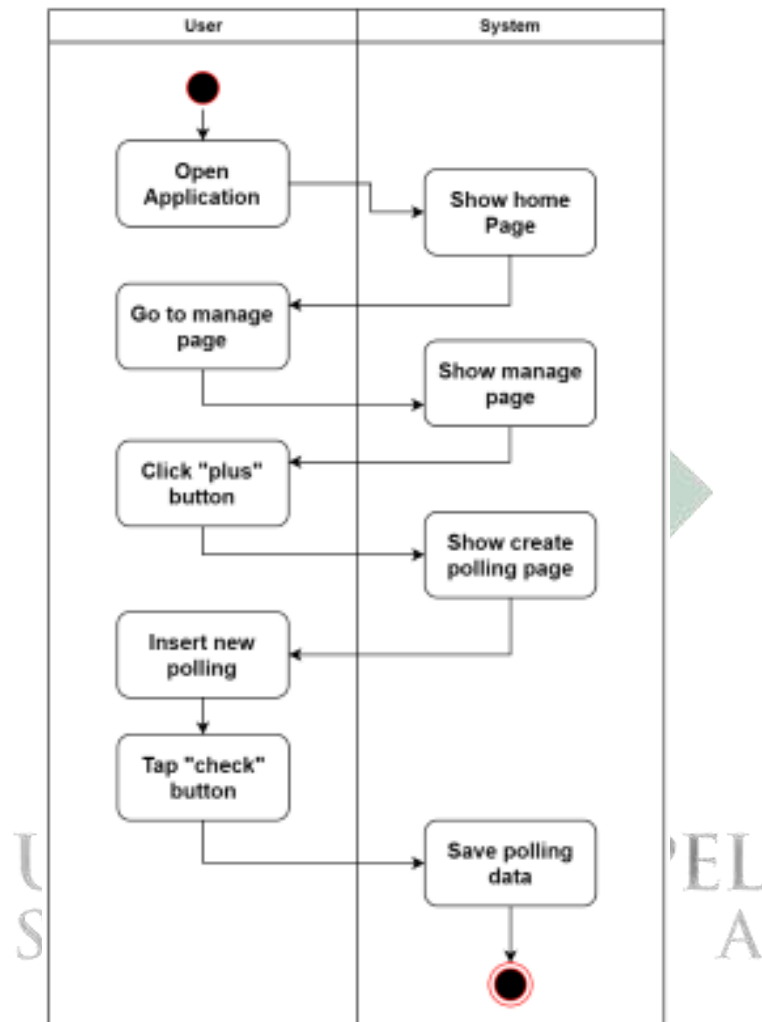 User
System
Open
Application
Show home
Page
Go to manage
page
Show manage
page
Click "plus"
button
Show create
polling page
Insert new
polling
Tap "check"
button
Save polling
data
U
PEL
S
A